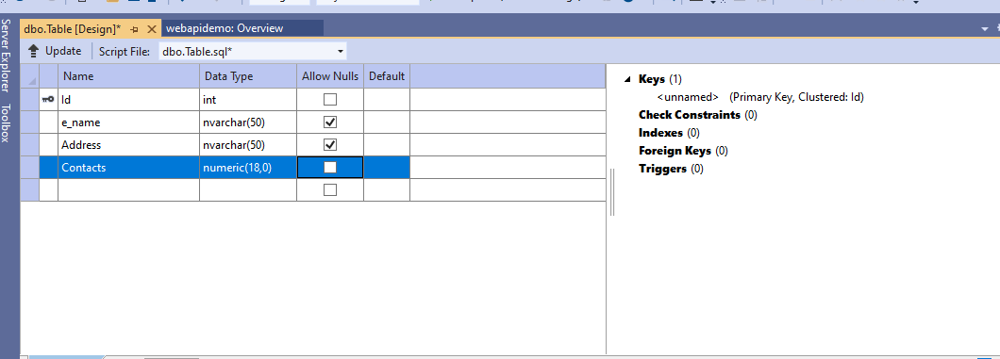 dbo.Table [Design]*
webapidemo: Overview
Server Explorer
Toolbox
Update
Script File:
dbo.Table.sql*
Name Data Type Allow Nulls Default
Id int
e_name nvarchar(50)
Address nvarchar(50)
Contacts numeric(18,0)
Keys (1)
<unnamed> (Primary Key, Clustered: Id)
Check Constraints (0)
Indexes (0)
Foreign Keys (0)
Triggers (0)